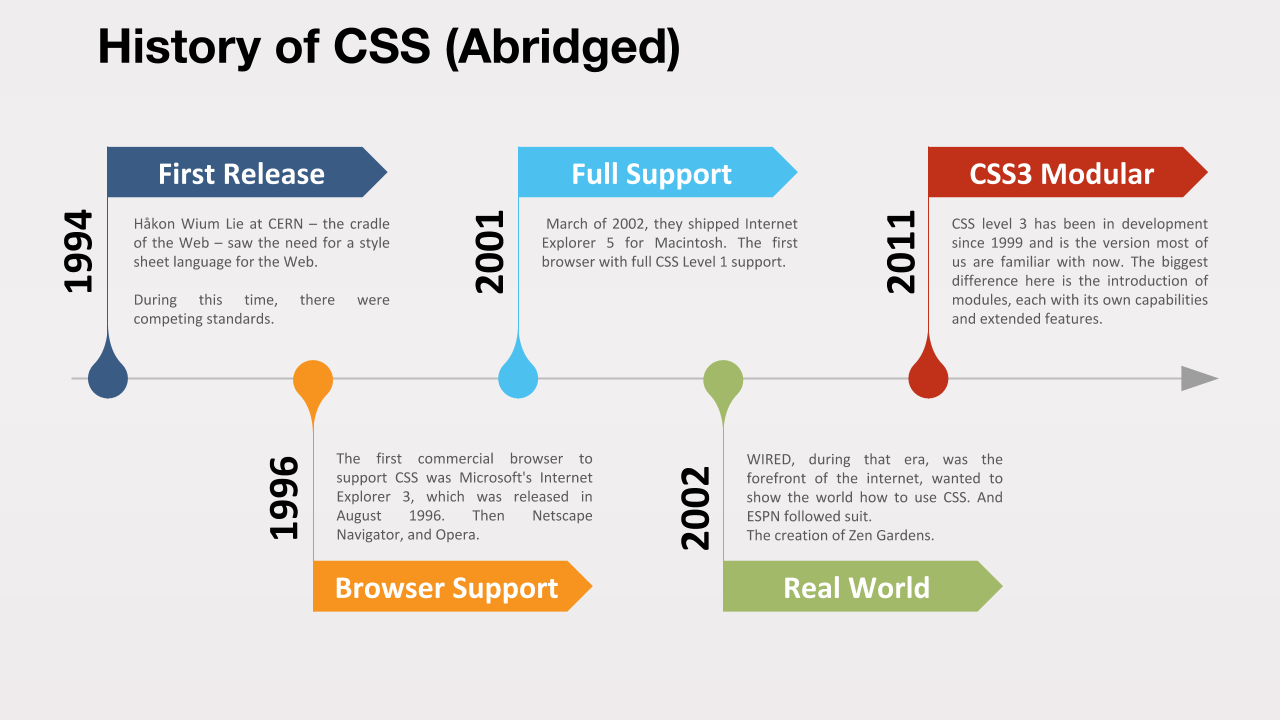 History of CSS (Abridged)
First Release
1994
Håkon Wium Lie at CERN – the cradle
of the Web – saw the need for a style
sheet language for the Web.
During this time, there were
competing standards.
Full Support
2001
March of 2002, they shipped Internet
Explorer 5 for Macintosh. The first
browser with full CSS Level 1 support.
CSS3 Modular
2011
CSS level 3 has been in development
since 1999 and is the version most of
us are familiar with now. The biggest
difference here is the introduction of
modules, each with its own capabilities
and extended features.
1996
The first commercial browser to
support CSS was Microsoft's Internet
Explorer 3, which was released in
August 1996. Then Netscape
Navigator, and Opera.
Browser Support
2002
WIRED, during that era, was the
forefront of the internet, wanted to
show the world how to use CSS. And
ESPN followed suit.
The creation of Zen Gardens.
Real World